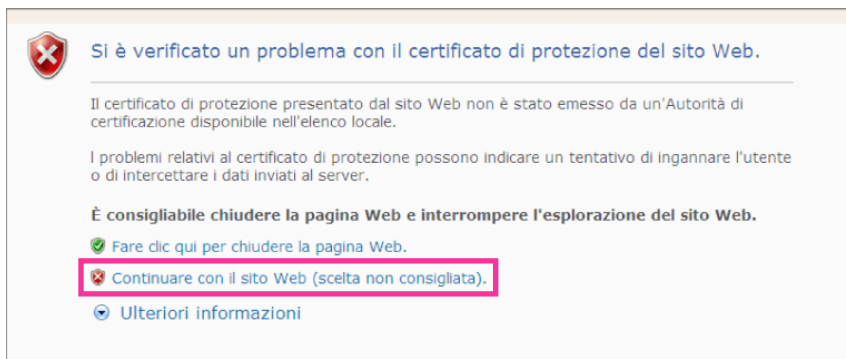 Si è verificato un problema con il certificato di protezione del sito Web.
Il certificato di protezione presentato dal sito Web non è stato emesso da un'Autorità di
certificazione disponibile nell'elenco locale.
I problemi relativi al certificato di protezione possono indicare un tentativo di ingannare l'utente
o di intercettare i dati inviati al server.
È consigliabile chiudere la pagina Web e interrompere l'esplorazione del sito Web.
Fare clic qui per chiudere la pagina Web.
Continuare con il sito Web (scelta non consigliata).
Ulteriori informazioni